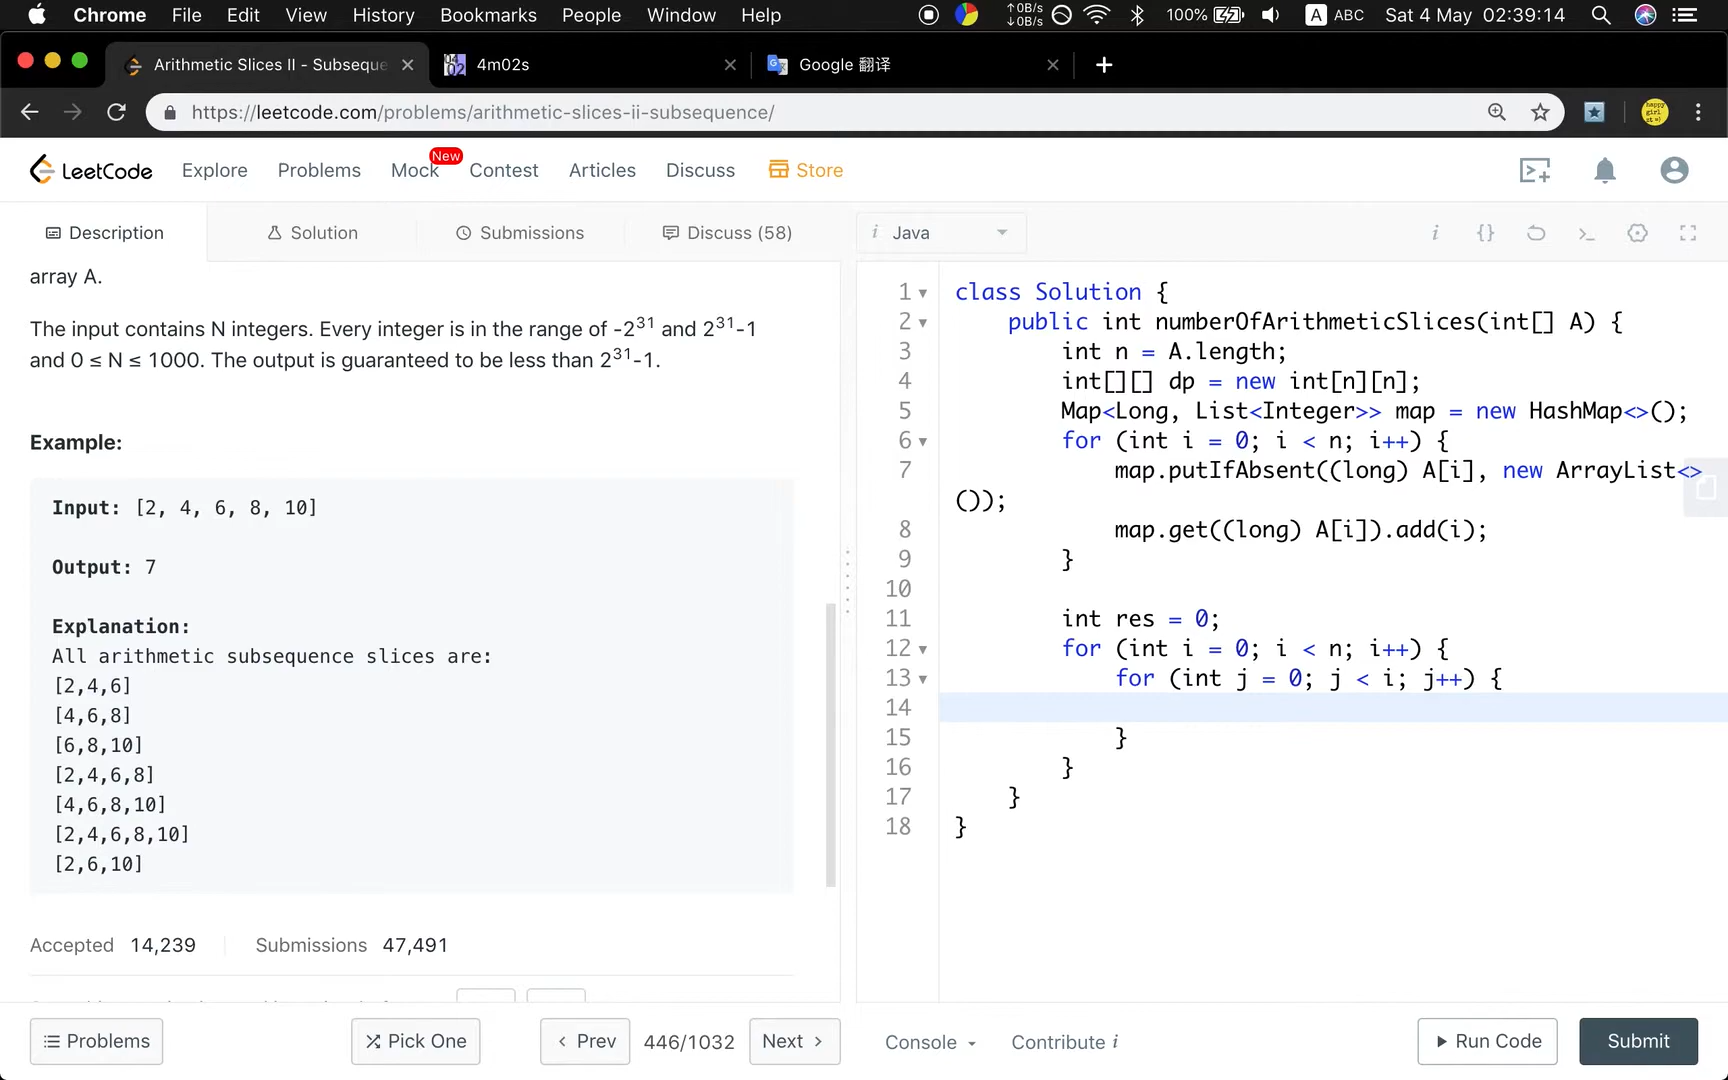 Chrome File Edit View History Bookmarks People Window Help ↑0B/s ↓0B/s 100% A ABC Sat 4 May 02:39:14
Arithmetic Slices II - Subseque 4m02s Google 翻译
https://leetcode.com/problems/arithmetic-slices-ii-subsequence/
LeetCode Explore Problems Mock New Contest Articles Discuss Store
Description Solution Submissions Discuss (58)
array A.
The input contains N integers. Every integer is in the range of -2³¹ and 2³¹-1
and 0 ≤ N ≤ 1000. The output is guaranteed to be less than 2³¹-1.
Example:
Input: [2, 4, 6, 8, 10]
Output: 7
Explanation:
All arithmetic subsequence slices are:
[2,4,6]
[4,6,8]
[6,8,10]
[2,4,6,8]
[4,6,8,10]
[2,4,6,8,10]
[2,6,10]
Accepted 14,239 Submissions 47,491
Problems Pick One Prev 446/1032 Next
i Java i {}
1 class Solution {
2 public int numberOfArithmeticSlices(int[] A) {
3 int n = A.length;
4 int[][] dp = new int[n][n];
5 Map<Long, List<Integer>> map = new HashMap<>();
6 for (int i = 0; i < n; i++) {
7 map.putIfAbsent((long) A[i], new ArrayList<>
());
8 map.get((long) A[i]).add(i);
9 }
10
11 int res = 0;
12 for (int i = 0; i < n; i++) {
13 for (int j = 0; j < i; j++) {
14
15 }
16 }
17 }
18 }
Console Contribute i Run Code Submit